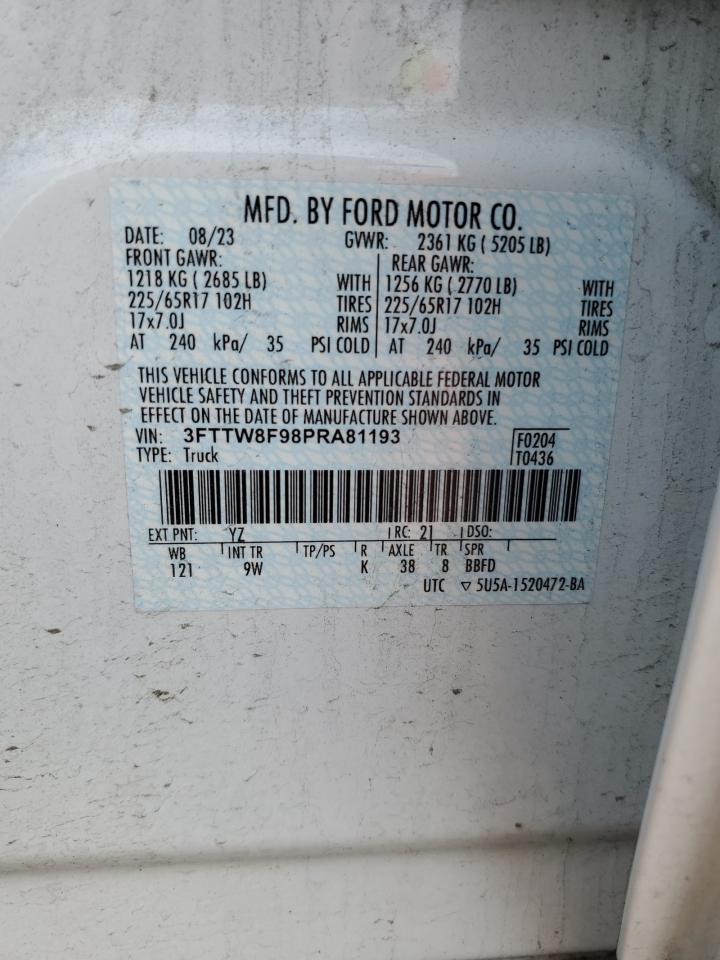 MFD. BY FORD MOTOR CO.
DATE: 08/23 GVWR: 2361 KG ( 5205 LB)
FRONT GAWR: REAR GAWR:
1218 KG ( 2685 LB) WITH 1256 KG ( 2770 LB) WITH
225/65R17 102H TIRES 225/65R17 102H TIRES
17x7.0J RIMS 17x7.0J RIMS
AT 240 kPa/ 35 PSI COLD AT 240 kPa/ 35 PSI COLD
THIS VEHICLE CONFORMS TO ALL APPLICABLE FEDERAL MOTOR
VEHICLE SAFETY AND THEFT PREVENTION STANDARDS IN
EFFECT ON THE DATE OF MANUFACTURE SHOWN ABOVE.
VIN: 3FTTW8F98PRA81193 F0204
TYPE: Truck T0436
EXT PNT: YZ RC: 21 DSO:
WB INT TR TP/PS R AXLE TR SPR
121 9W K 38 8 BBFD
UTC ▽ 5U5A-1520472-BA